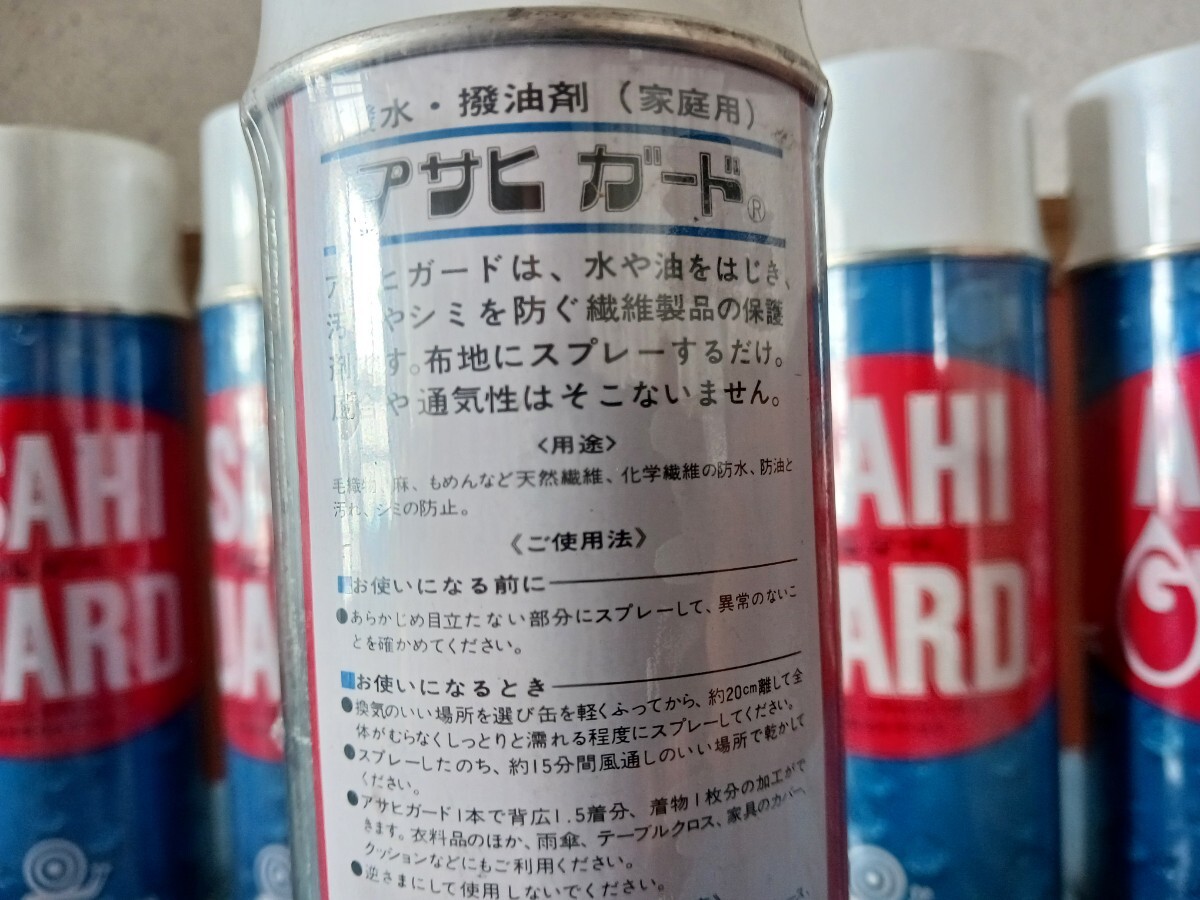 水・撥油剤（家庭用）
アサヒ ガード®
ア ヒガードは、水や油をはじき、
汚 やシミを防ぐ繊維製品の保護
剤 す。布地にスプレーするだけ。
風 や通気性はそこないません。
<用途>
毛織 麻、もめんなど天然繊維、化学繊維の防水、防油と
汚れ、シミの防止。
《ご使用法》
お使いになる前に
●あらかじめ目立たない部分にスプレーして、異常のないこ
とを確かめてください。
お使いになるとき
●換気のいい場所を選び缶を軽くふってから、約20cm離して全
体がむらなくしっとりと濡れる程度にスプレーしてください。
●スプレーしたのち、約15分間風通しのいい場所で乾かして
ください。
●アサヒガード1本で背広1.5着分、着物1枚分の加工がで
きます。衣料品のほか、雨傘、テーブルクロス、家具のカバー、
クッションなどにもご利用ください。
●逆さまにして使用しないでください。
SAHI
UARD
SA
UA
AHI
ARD
A
G